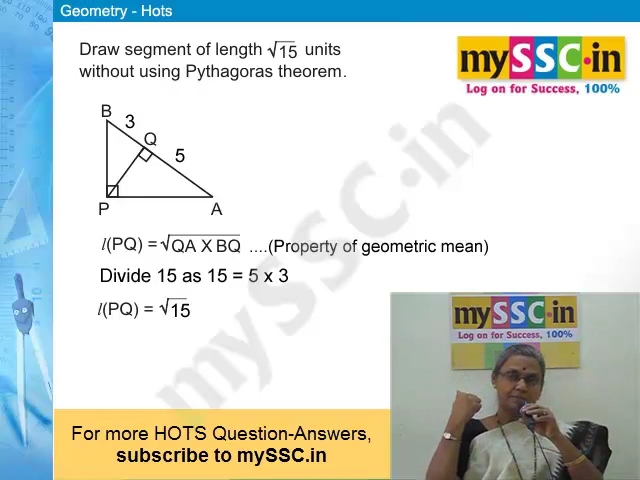 Geometry - Hots
Draw segment of length √15 units
without using Pythagoras theorem.
mySSC.in
Log on for Success, 100%
B
3
Q
5
P
A
l(PQ) = √QA X BQ ....(Property of geometric mean)
Divide 15 as 15 = 5 x 3
l(PQ) = √15
mySSC.in
mySSC.in
Log on for Success, 100%
For more HOTS Question-Answers,
subscribe to mySSC.in